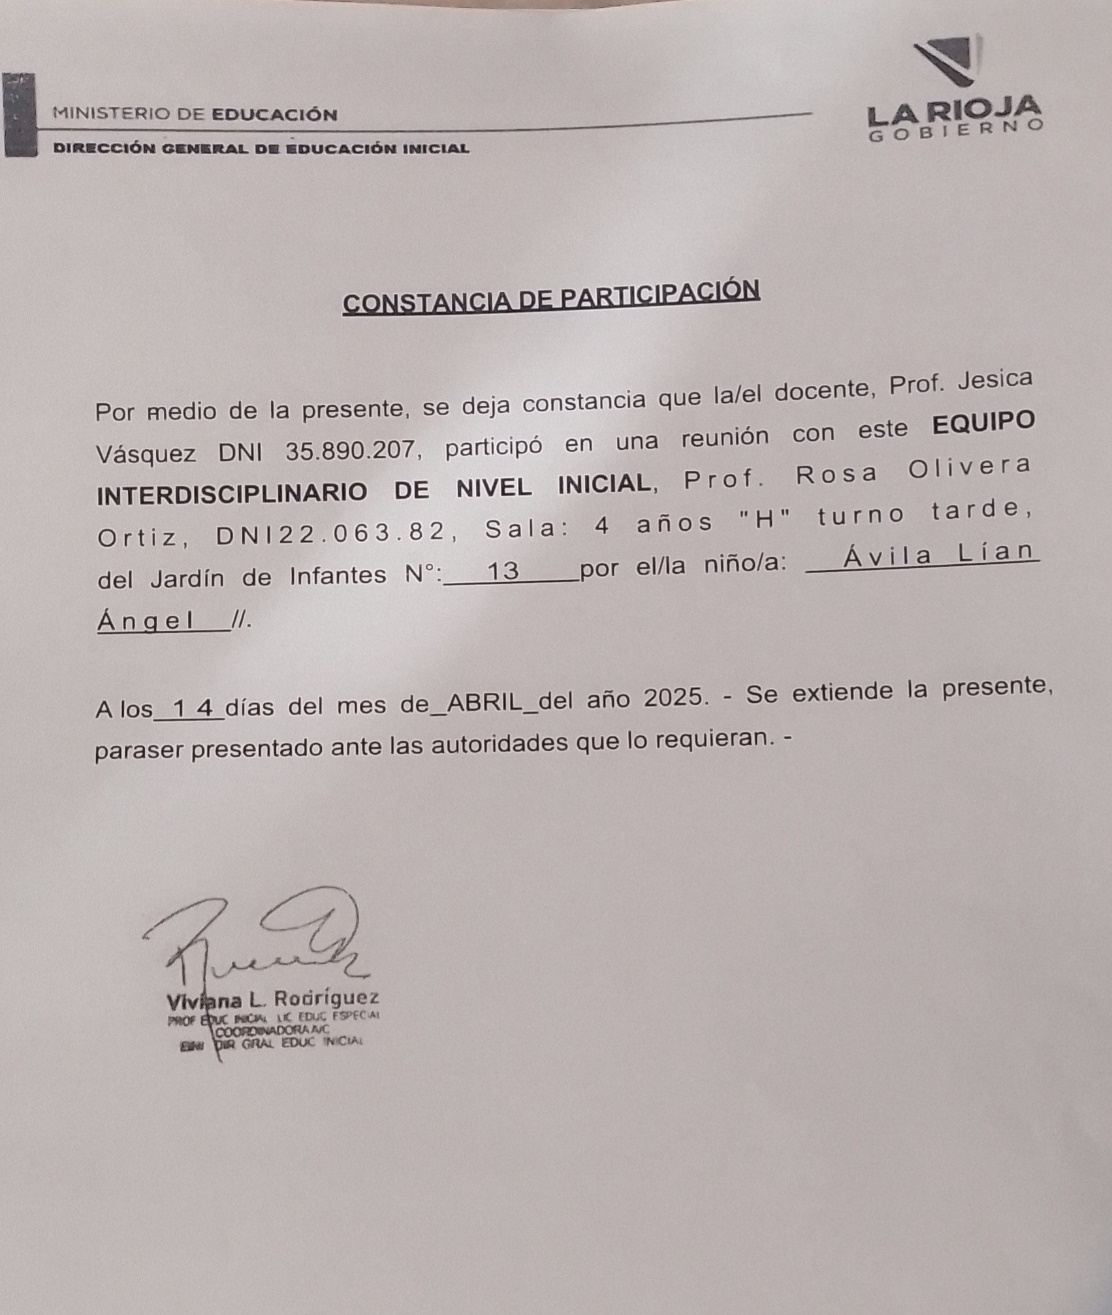 MINISTERIO DE EDUCACIÓN
DIRECCIÓN GENERAL DE EDUCACIÓN INICIAL
LA RIOJA
GOBIERNO
CONSTANCIA DE PARTICIPACIÓN
Por medio de la presente, se deja constancia que la/el docente, Prof. Jesica
Vásquez DNI 35.890.207, participó en una reunión con este EQUIPO
INTERDISCIPLINARIO DE NIVEL INICIAL, Prof. Rosa Olivera
Ortiz, DNI22.063.82, Sala: 4 años "H" turno tarde,
del Jardín de Infantes N°: 13 por el/la niño/a: Ávila Lían
Ángel //.
A los 14 días del mes de_ABRIL_del año 2025. - Se extiende la presente,
paraser presentado ante las autoridades que lo requieran. -
Viviana L. Rodríguez
PROF EDUC INICIAL LIC EDUC ESPECIAL
COORDINADORA A/C
DIR GRAL EDUC INICIAL